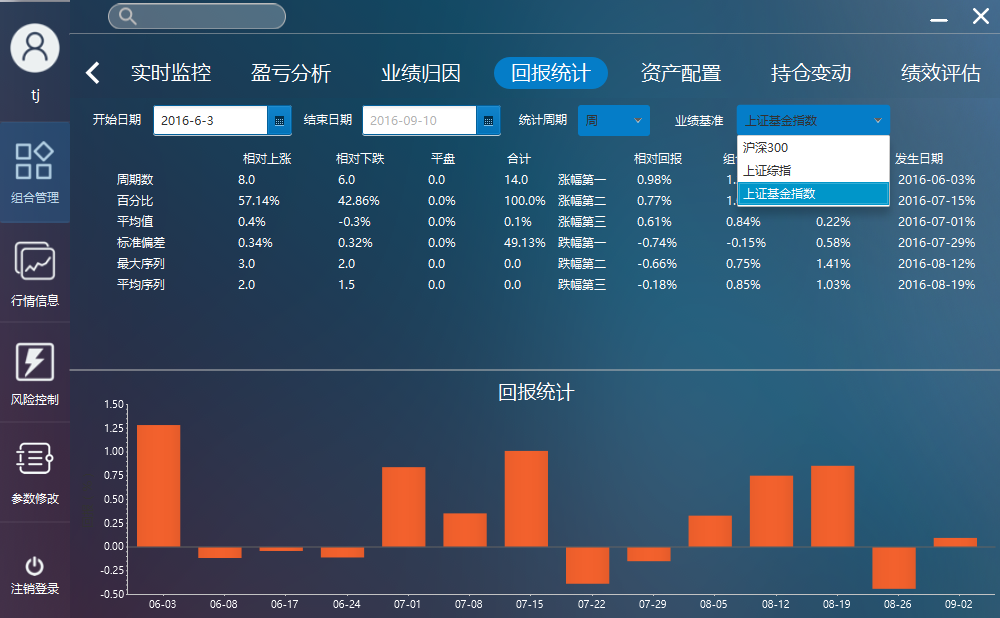 tj
组合管理
行情信息
风险控制
参数修改
注销登录
实时监控 盈亏分析 业绩归因 回报统计 资产配置 持仓变动 绩效评估
开始日期 2016-6-3 结束日期 2016-09-10 统计周期 周 业绩基准 上证基金指数
沪深300
上证综指
上证基金指数
相对上涨 相对下跌 平盘 合计 相对回报 发生日期
周期数 8.0 6.0 0.0 14.0 涨幅第一 0.98% 1. 2016-06-03%
百分比 57.14% 42.86% 0.0% 100.0% 涨幅第二 0.77% 1. 2016-07-15%
平均值 0.4% -0.3% 0.0% 0.1% 涨幅第三 0.61% 0.84% 0.22% 2016-07-01%
标准偏差 0.34% 0.32% 0.0% 49.13% 跌幅第一 -0.74% -0.15% 0.58% 2016-07-29%
最大序列 3.0 2.0 0.0 0.0 跌幅第二 -0.66% 0.75% 1.41% 2016-08-12%
平均序列 2.0 1.5 0.0 0.0 跌幅第三 -0.18% 0.85% 1.03% 2016-08-19%
回报统计
1.50
1.25
1.00
0.75
0.50
0.25
0.00
-0.25
-0.50
06-03 06-08 06-17 06-24 07-01 07-08 07-15 07-22 07-29 08-05 08-12 08-19 08-26 09-02